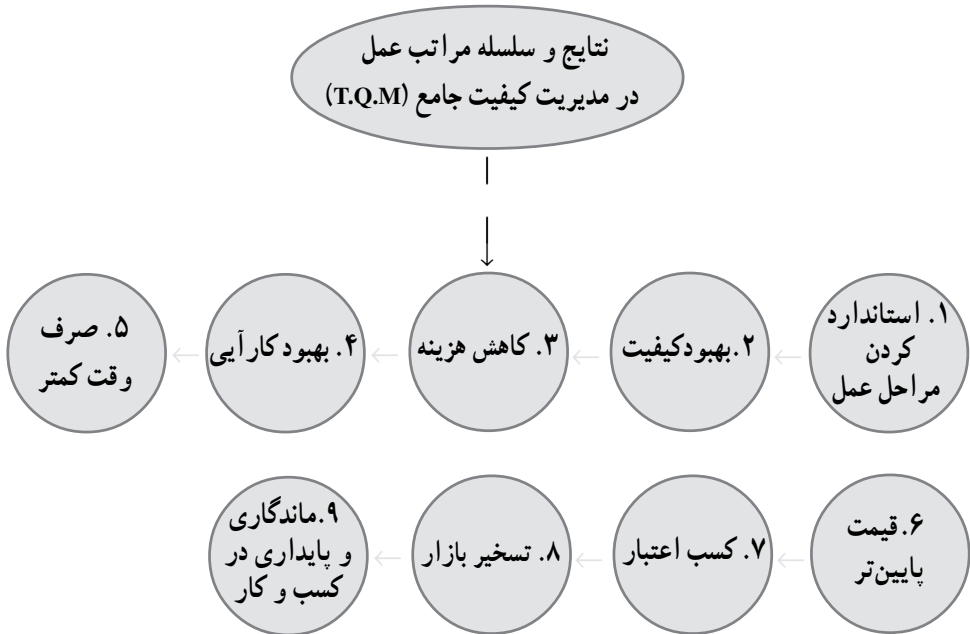 نتایج و سلسله مراتب عمل
در مدیریت کیفیت جامع (T.Q.M)
۱. استاندارد
کردن
مراحل عمل
۲.بهبودکیفیت
۳. کاهش هزینه
۴. بهبود کارآیی
۵. صرف
وقت کمتر
۶. قیمت
پایین‌تر
۷. کسب اعتبار
۸. تسخیر بازار
۹.ماندگاری
و پایداری در
کسب و کار